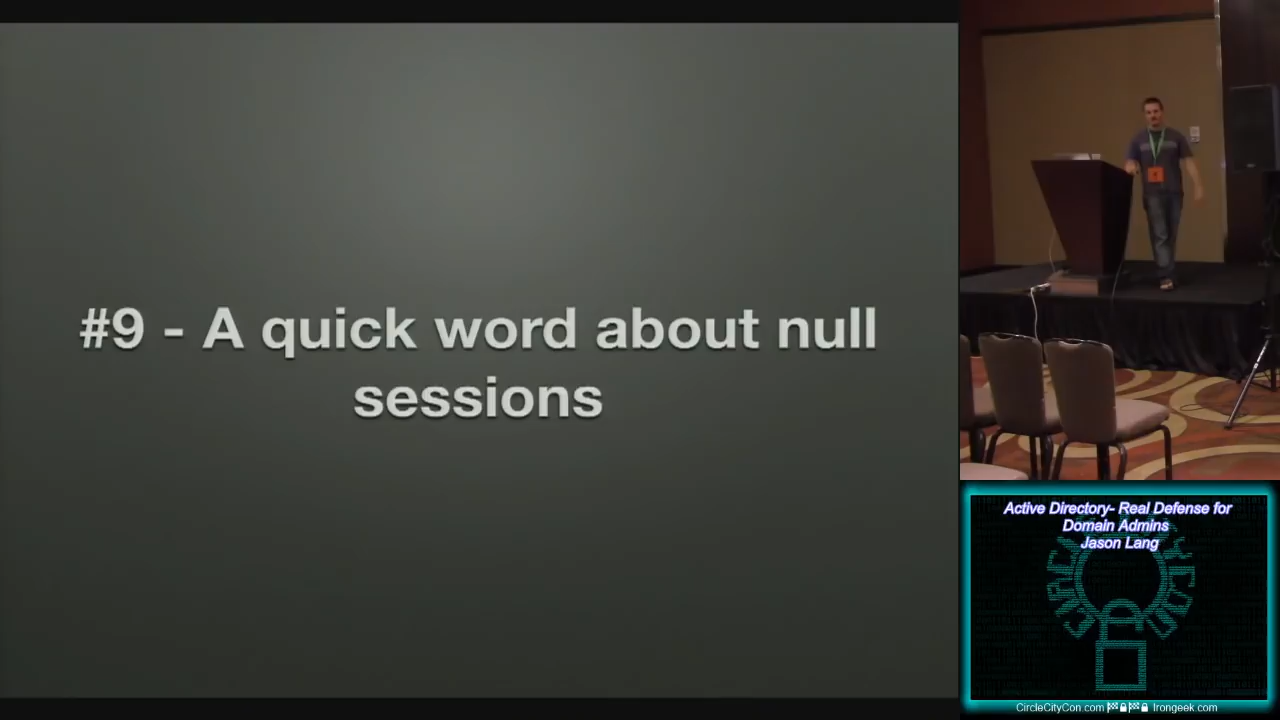 #9 - A quick word about null
sessions
Active Directory- Real Defense for
Domain Admins
Jason Lang
CircleCityCon.com Irongeek.com